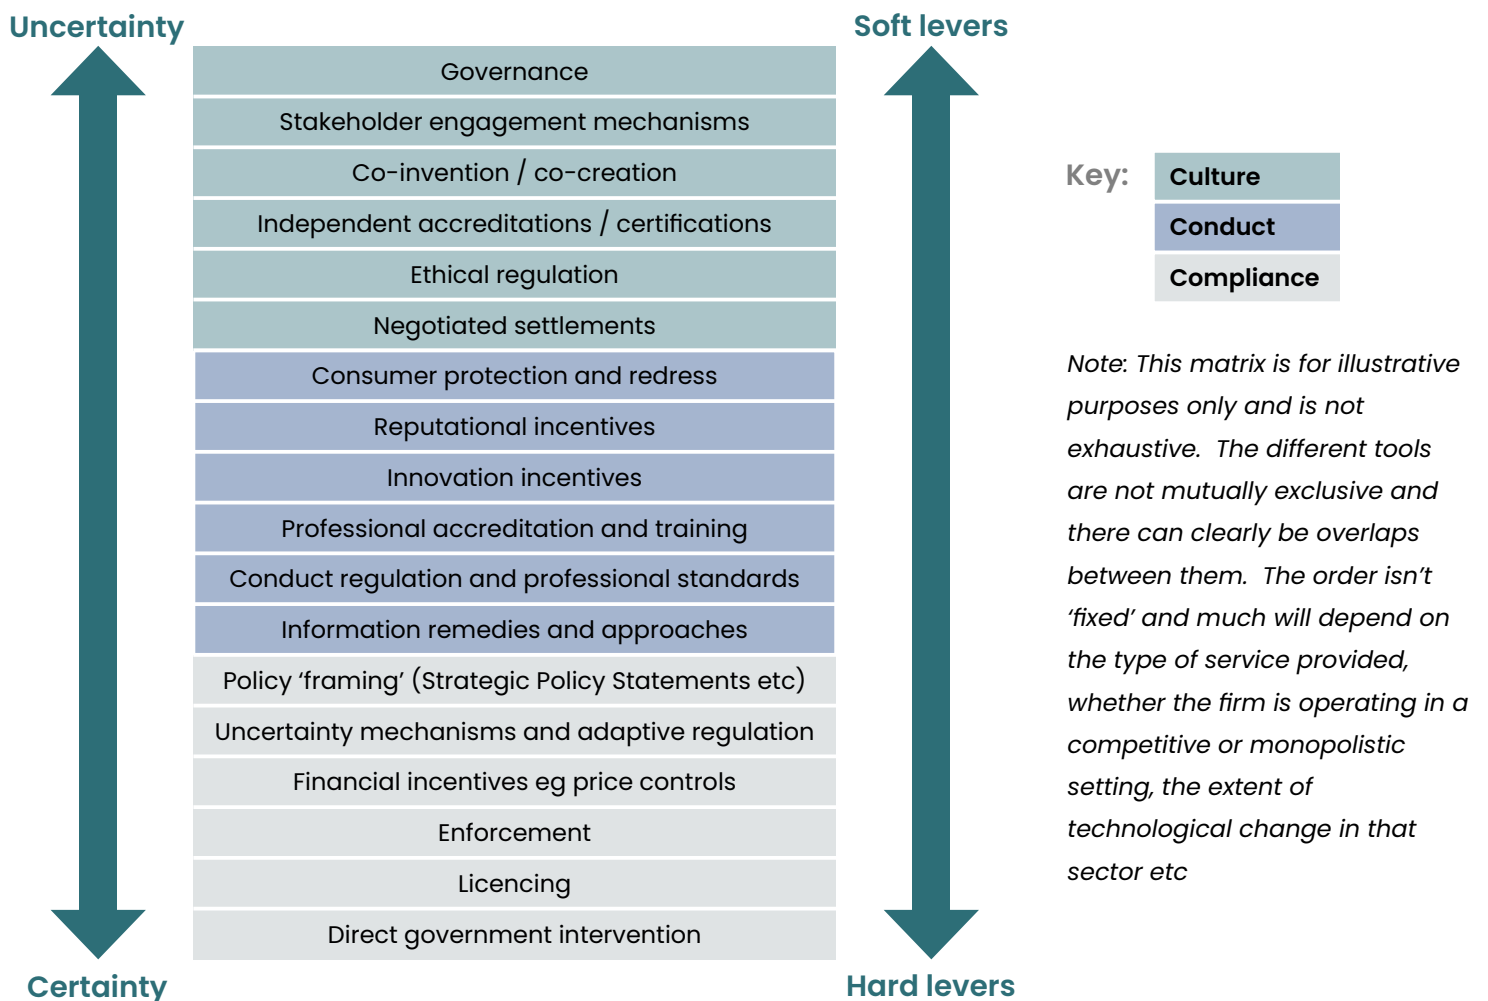 Uncertainty
Soft levers
Governance
Stakeholder engagement mechanisms
Co-invention / co-creation
Independent accreditations / certifications
Ethical regulation
Negotiated settlements
Consumer protection and redress
Reputational incentives
Innovation incentives
Professional accreditation and training
Conduct regulation and professional standards
Information remedies and approaches
Policy ‘framing’ (Strategic Policy Statements etc)
Uncertainty mechanisms and adaptive regulation
Financial incentives eg price controls
Enforcement
Licencing
Direct government intervention
Certainty
Hard levers
Key:
Culture
Conduct
Compliance
Note: This matrix is for illustrative
purposes only and is not
exhaustive.  The different tools
are not mutually exclusive and
there can clearly be overlaps
between them.  The order isn’t
‘fixed’ and much will depend on
the type of service provided,
whether the firm is operating in a
competitive or monopolistic
setting, the extent of
technological change in that
sector etc